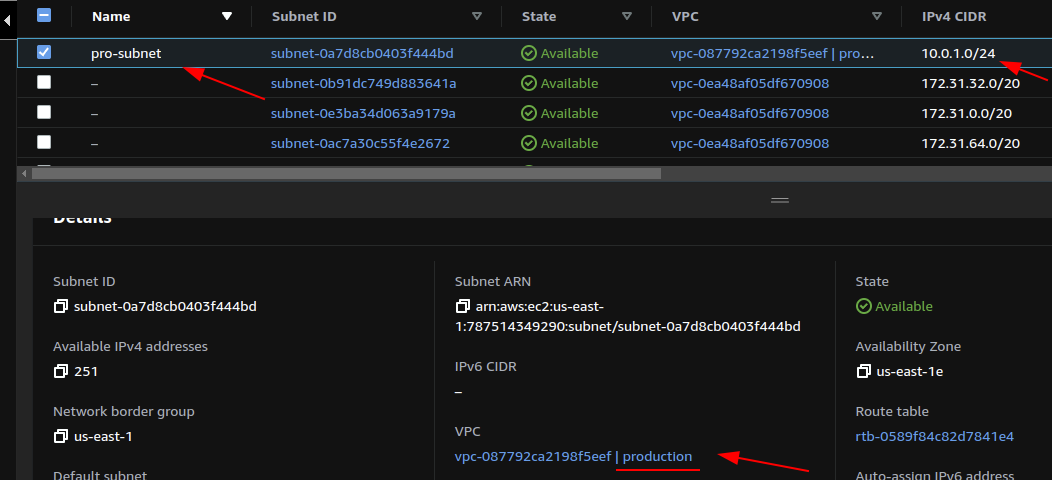 Name Subnet ID State VPC IPv4 CIDR
pro-subnet subnet-0a7d8cb0403f444bd Available vpc-087792ca2198f5eef | pro... 10.0.1.0/24
– subnet-0b91dc749d883641a Available vpc-0ea48af05df670908 172.31.32.0/20
– subnet-0e3ba34d063a9179a Available vpc-0ea48af05df670908 172.31.0.0/20
– subnet-0ac7a30c55f4e2672 Available vpc-0ea48af05df670908 172.31.64.0/20
Details
Subnet ID
subnet-0a7d8cb0403f444bd
Available IPv4 addresses
251
Network border group
us-east-1
Default subnet
Subnet ARN
arn:aws:ec2:us-east-
1:787514349290:subnet/subnet-0a7d8cb0403f444bd
IPv6 CIDR
–
VPC
vpc-087792ca2198f5eef | production
State
Available
Availability Zone
us-east-1e
Route table
rtb-0589f84c82d7841e4
Auto-assign IPv6 address